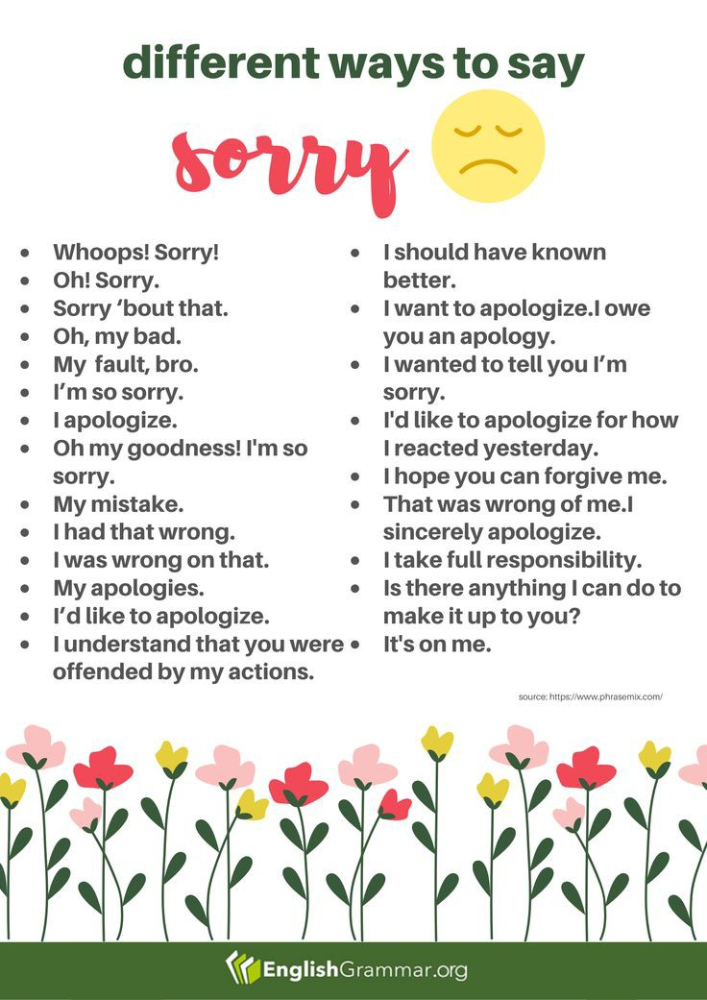 different ways to say
sorry
• Whoops! Sorry!
• Oh! Sorry.
• Sorry ‘bout that.
• Oh, my bad.
• My  fault, bro.
• I’m so sorry.
• I apologize.
• Oh my goodness! I'm so
sorry.
• My mistake.
• I had that wrong.
• I was wrong on that.
• My apologies.
• I’d like to apologize.
• I understand that you were
offended by my actions.
• I should have known
better.
• I want to apologize.I owe
you an apology.
• I wanted to tell you I’m
sorry.
• I'd like to apologize for how
I reacted yesterday.
• I hope you can forgive me.
• That was wrong of me.I
sincerely apologize.
• I take full responsibility.
• Is there anything I can do to
make it up to you?
• It's on me.
source: https://www.phrasemix.com/
EnglishGrammar.org